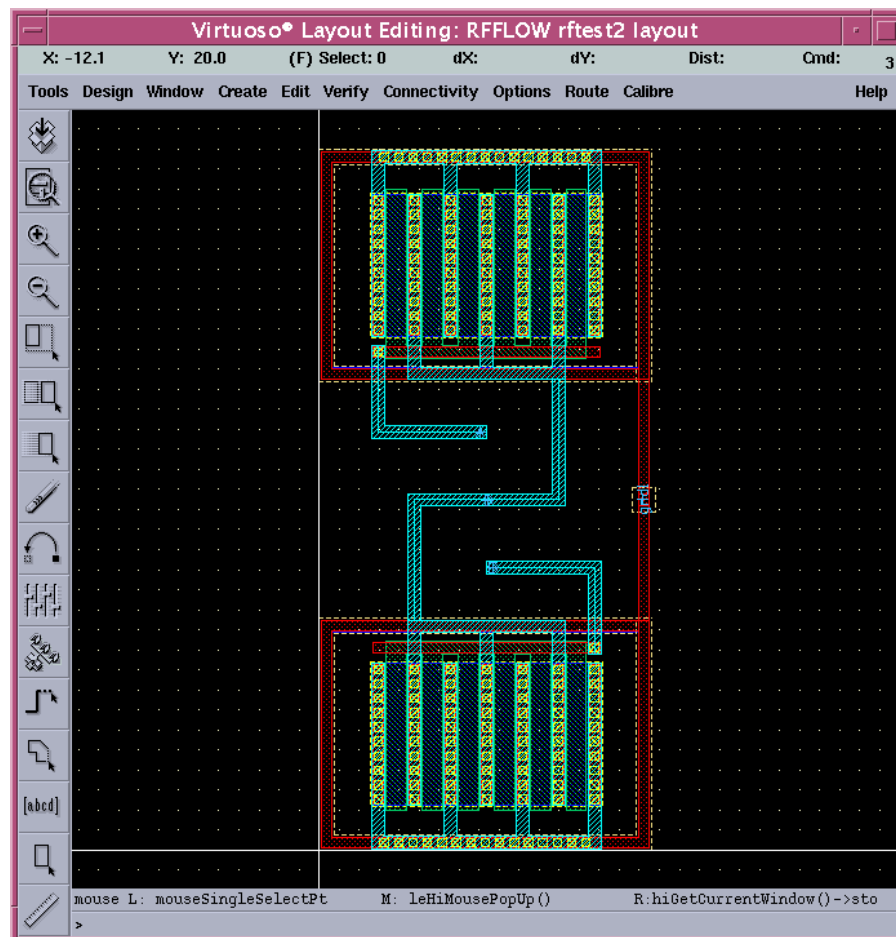 Virtuoso® Layout Editing: RFFLOW rftest2 layout
X: -12.1 Y: 20.0 (F) Select: 0 dX: dY: Dist: Cmd: 3
Tools Design Window Create Edit Verify Connectivity Options Route Calibre Help
[abcd]
mouse L: mouseSingleSelectPt M: leHiMousePopUp() R:hiGetCurrentWindow()->sto
>